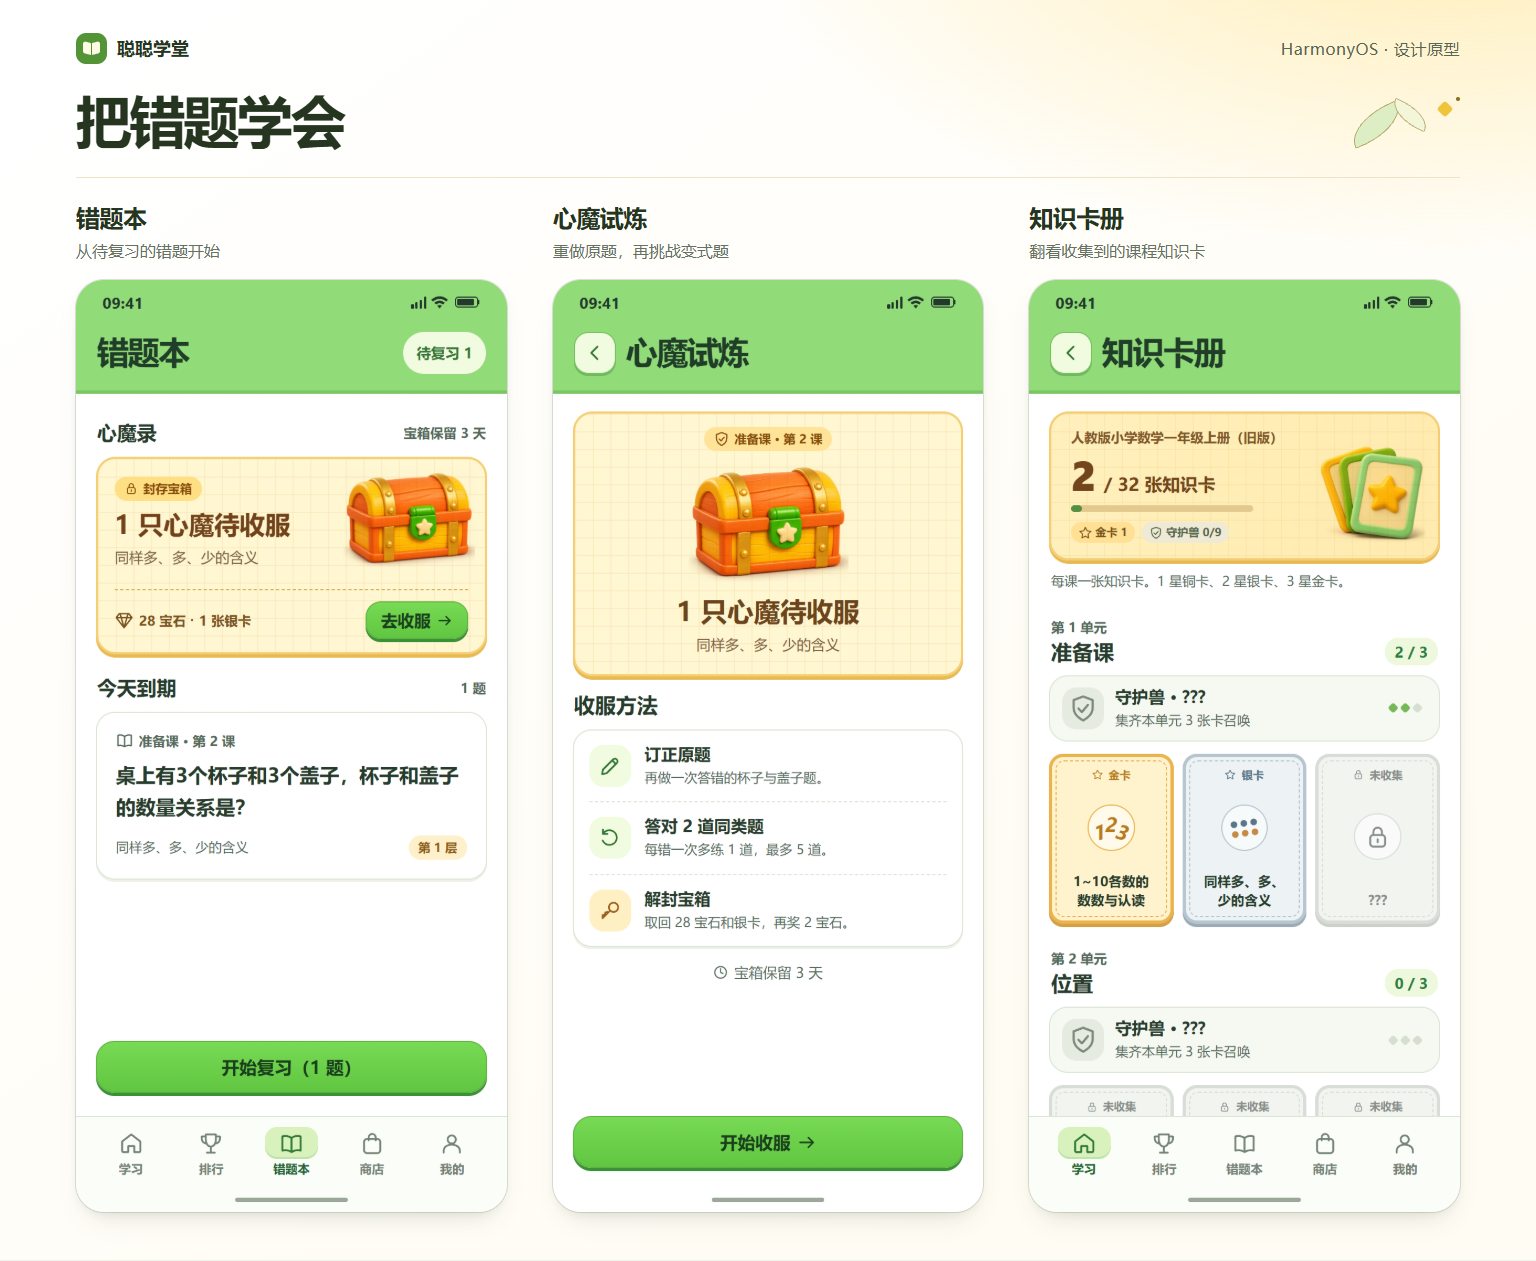 聪聪学堂
HarmonyOS · 设计原型
把错题学会
错题本
从待复习的错题开始
09:41
错题本
待复习 1
心魔录
宝箱保留 3 天
封存宝箱
1 只心魔待收服
同样多、多、少的含义
28 宝石 · 1 张银卡
去收服 →
今天到期
1 题
准备课 • 第 2 课
桌上有3个杯子和3个盖子，杯子和盖子
的数量关系是?
同样多、多、少的含义
第 1 层
开始复习（1 题）
学习
排行
错题本
商店
我的
心魔试炼
重做原题，再挑战变式题
09:41
心魔试炼
准备课 • 第 2 课
1 只心魔待收服
同样多、多、少的含义
收服方法
订正原题
再做一次答错的杯子与盖子题。
答对 2 道同类题
每错一次多练 1 道，最多 5 道。
解封宝箱
取回 28 宝石和银卡，再奖 2 宝石。
宝箱保留 3 天
开始收服 →
知识卡册
翻看收集到的课程知识卡
09:41
知识卡册
人教版小学数学一年级上册（旧版）
2 / 32 张知识卡
金卡 1
守护兽 0/9
每课一张知识卡。1 星铜卡、2 星银卡、3 星金卡。
第 1 单元
准备课
2 / 3
守护兽 • ???
集齐本单元 3 张卡召唤
金卡
123
1~10各数的
数数与认读
银卡
同样多、多、
少的含义
未收集
???
第 2 单元
位置
0 / 3
守护兽 • ???
集齐本单元 3 张卡召唤
未收集
未收集
未收集
学习
排行
错题本
商店
我的